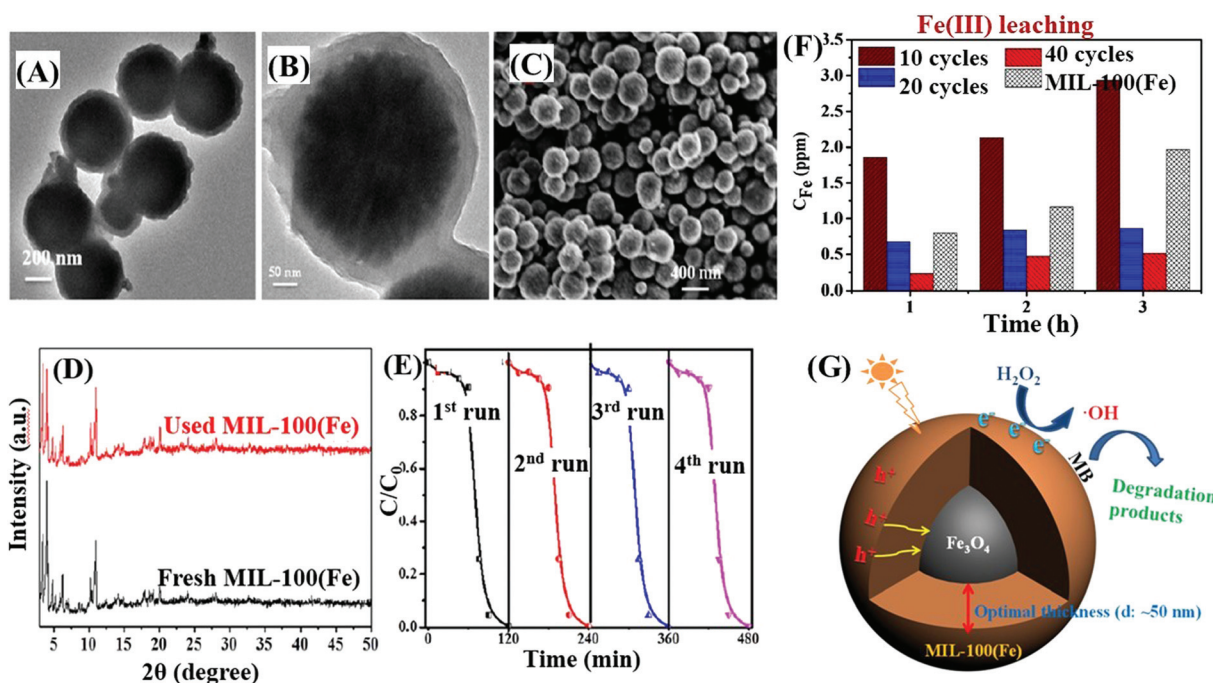 (A)
200 nm
(B)
50 nm
(C)
400 nm
Fe(III) leaching
(F)
10 cycles
40 cycles
20 cycles
MIL-100(Fe)
3.5
3.0
2.5
2.0
1.5
1.0
0.5
0.0
C_Fe (ppm)
1 2 3
Time (h)
(D)
Used MIL-100(Fe)
Fresh MIL-100(Fe)
Intensity (a.u.)
5 10 15 20 25 30 35 40 45 50
2θ (degree)
(E)
1st run
2nd run
3rd run
4th run
0.8
0.6
0.4
0.2
0.0
C/C0
0 120 240 360 480
Time (min)
(G)
H2O2
·OH
e- e- e-
MB
Degradation
products
h+
h+
h+
Fe3O4
Optimal thickness (d: ~50 nm)
MIL-100(Fe)